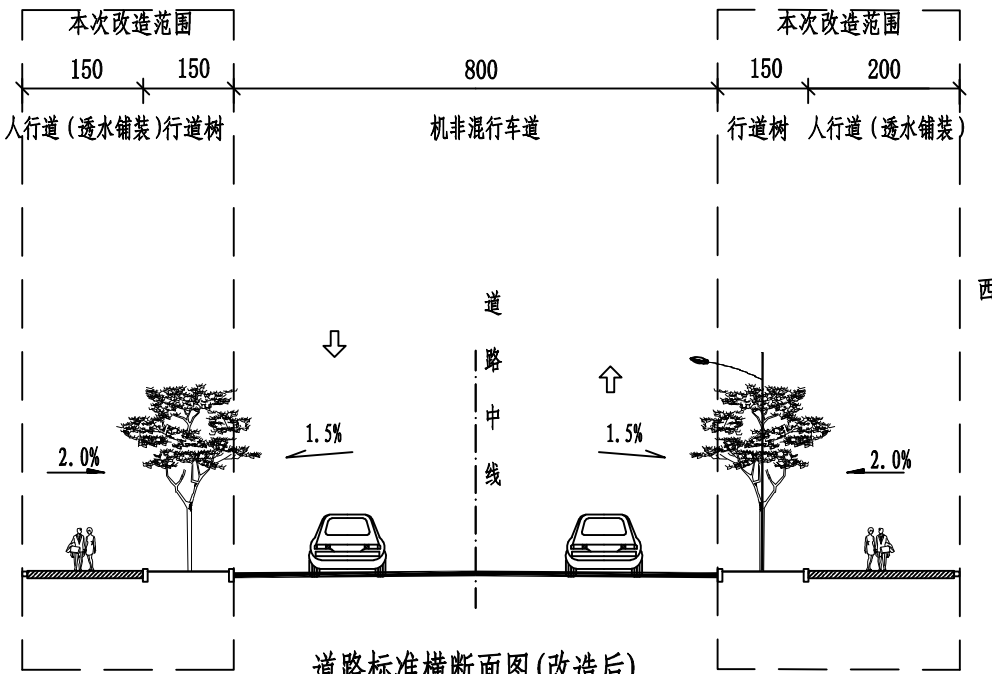 本次改造范围
本次改造范围
150 150 800 150 200
人行道(透水铺装)行道树 机非混行车道 行道树 人行道(透水铺装)
西
道路中线
1.5% 1.5%
2.0% 2.0%
道路标准横断面图(改造后)